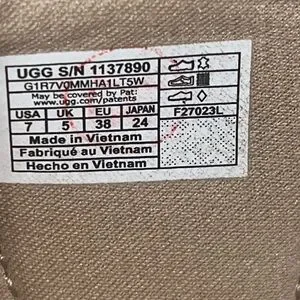 UGG S/N 1137890
G1R7V0MMHA1LT5W
May be covered by Pat:
www.ugg.com/patents
USA UK EU JAPAN
7 5 38 24
F27023L
Made in Vietnam
Fabriqué au Vietnam
Hecho en Vietnam